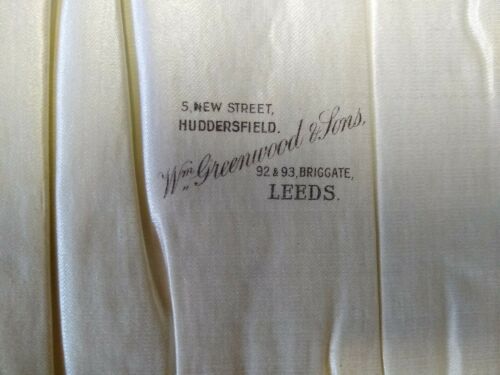 5, NEW STREET,
HUDDERSFIELD.
Wm. Greenwood & Sons,
92 & 93, BRIGGATE,
LEEDS.